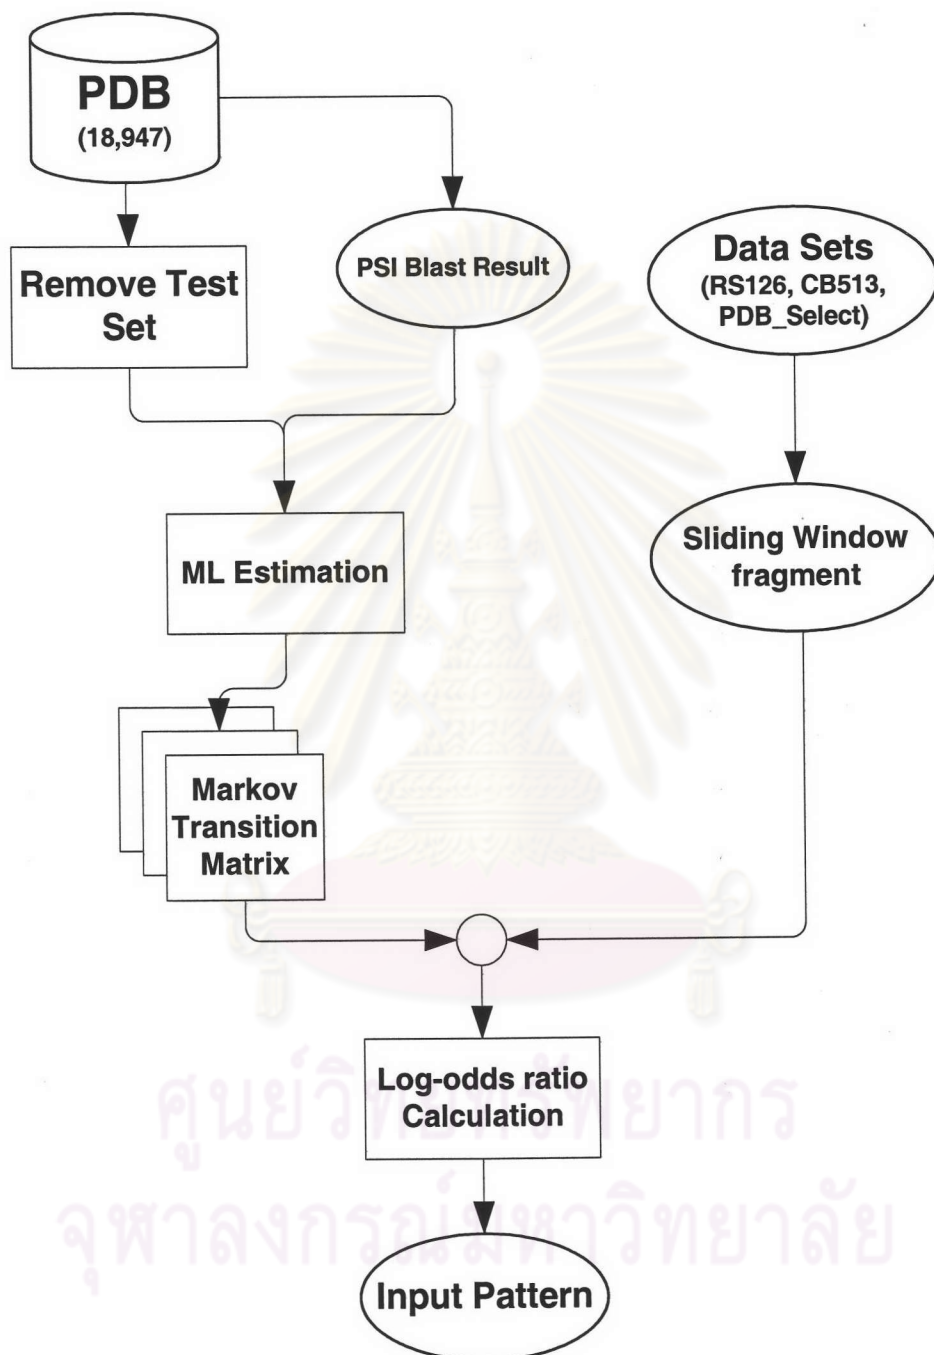 PDB
(18,947)
Remove Test
Set
PSI Blast Result
Data Sets
(RS126, CB513,
PDB_Select)
ML Estimation
Sliding Window
fragment
Markov
Transition
Matrix
Log-odds ratio
Calculation
Input Pattern
ศูนย์วิทยทรัพยากร
จุฬาลงกรณ์มหาวิทยาลัย